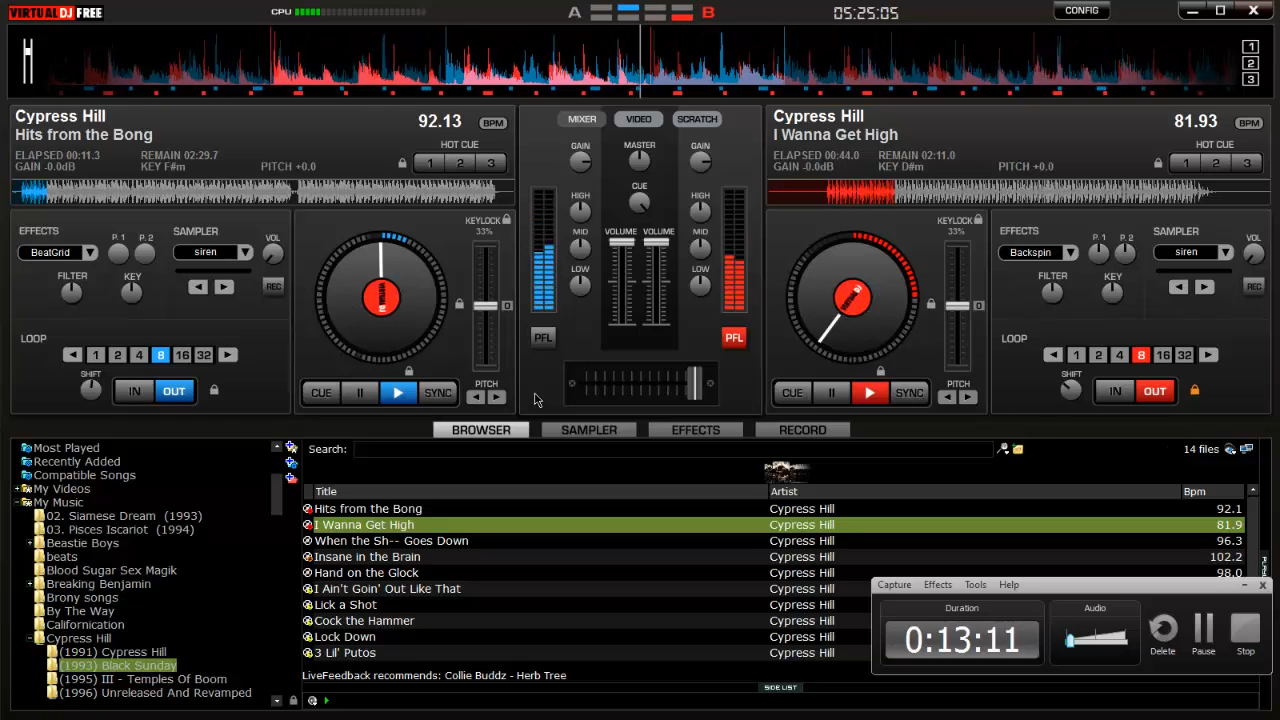 VIRTUAL DJ FREE
CPU
A
B
05:25:05
CONFIG
1
2
3
Cypress Hill
Hits from the Bong
92.13 BPM
ELAPSED 00:11.3 REMAIN 02:29.7
GAIN -0.0dB KEY F#m PITCH +0.0
HOT CUE
1 2 3
EFFECTS
BeatGrid
P.1 P.2
SAMPLER
siren
VOL
FILTER KEY
REC
LOOP
1 2 4 8 16 32
SHIFT
IN OUT
KEYLOCK
33%
0
CUE SYNC
PITCH
MIXER VIDEO SCRATCH
GAIN MASTER GAIN
CUE
HIGH HIGH
MID VOLUME VOLUME MID
LOW LOW
PFL PFL
Cypress Hill
I Wanna Get High
81.93 BPM
ELAPSED 00:44.0 REMAIN 02:11.0
GAIN -0.0dB KEY D#m PITCH +0.0
HOT CUE
1 2 3
KEYLOCK
33%
0
CUE SYNC
PITCH
EFFECTS
Backspin
P.1 P.2
SAMPLER
siren
VOL
FILTER KEY
REC
LOOP
1 2 4 8 16 32
SHIFT
IN OUT
BROWSER SAMPLER EFFECTS RECORD
Most Played
Recently Added
Compatible Songs
My Videos
My Music
02. Siamese Dream (1993)
03. Pisces Iscariot (1994)
Beastie Boys
beats
Blood Sugar Sex Magik
Breaking Benjamin
Brony songs
By The Way
Californication
Cypress Hill
(1991) Cypress Hill
(1993) Black Sunday
(1995) III - Temples Of Boom
(1996) Unreleased And Revamped
Search:
14 files
Title Artist Bpm
Hits from the Bong Cypress Hill 92.1
I Wanna Get High Cypress Hill 81.9
When the Sh-- Goes Down Cypress Hill 96.3
Insane in the Brain Cypress Hill 102.2
Hand on the Glock Cypress Hill 98.0
I Ain't Goin' Out Like That Cypress Hill
Lick a Shot Cypress Hill
Cock the Hammer Cypress Hill
Lock Down Cypress Hill
3 Lil' Putos Cypress Hill
LiveFeedback recommends: Collie Buddz - Herb Tree
SIDE LIST
Capture Effects Tools Help
Duration
0:13:11
Audio
Delete Pause Stop